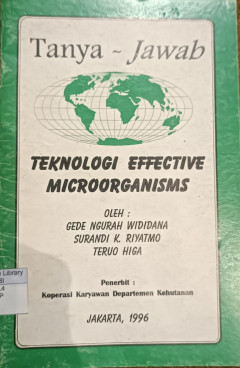 Tanya - Jawab
TEKNOLOGI EFFECTIVE
MICROORGANISMS
OLEH :
GEDE NGURAH WIDIDANA
SURANDI K. RIYATMO
TERUO HIGA
Penerbit :
Koperasi Karyawan Departemen Kehutanan
JAKARTA, 1996
Library